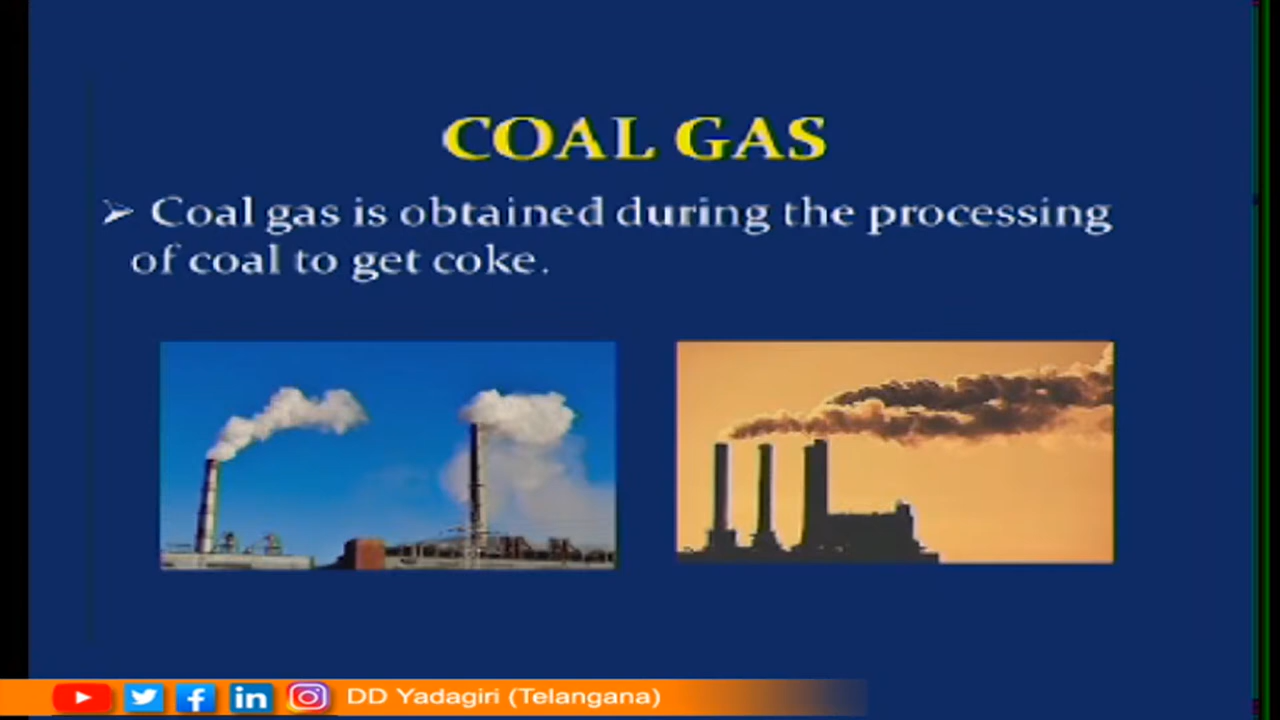 COAL GAS
➢ Coal gas is obtained during the processing
of coal to get coke.
DD Yadagiri (Telangana)